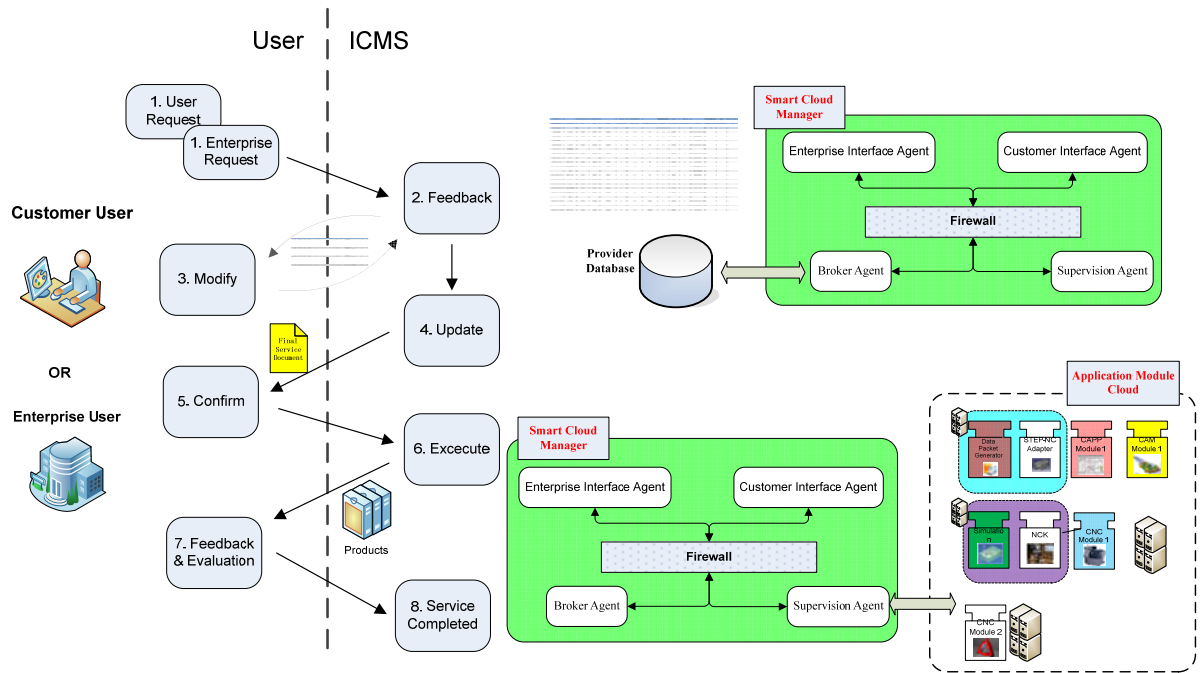 User
ICMS
1. User
Request
1. Enterprise
Request
2. Feedback
Customer User
3. Modify
4. Update
Final
Service
Document
OR
Enterprise User
5. Confirm
6. Excecute
Products
7. Feedback
& Evaluation
8. Service
Completed
Smart Cloud
Manager
Enterprise Interface Agent
Customer Interface Agent
Firewall
Provider
Database
Broker Agent
Supervision Agent
Smart Cloud
Manager
Enterprise Interface Agent
Customer Interface Agent
Firewall
Broker Agent
Supervision Agent
Application Module
Cloud
Data
Packet
Generator
STEP-NC
Adapter
CAPP
Module 1
CAM
Module 1
Simulatio
n
NCK
CNC
Module 1
CNC
Module 2